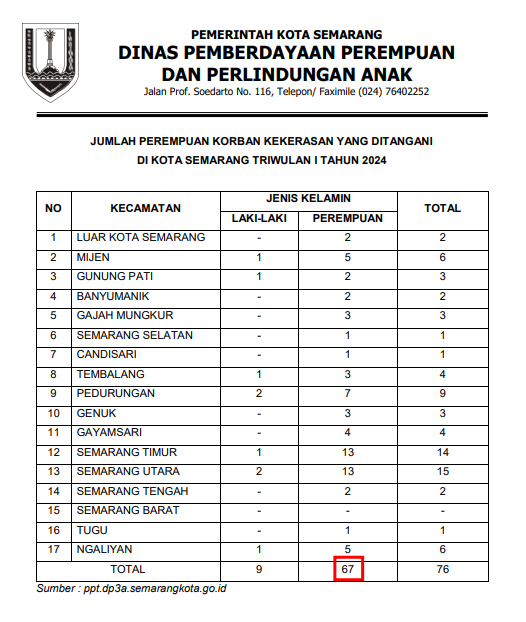 PEMERINTAH KOTA SEMARANG
DINAS PEMBERDAYAAN PEREMPUAN
DAN PERLINDUNGAN ANAK
Jalan Prof. Soedarto No. 116, Telepon/ Faximile (024) 76402252
JUMLAH PEREMPUAN KORBAN KEKERASAN YANG DITANGANI
DI KOTA SEMARANG TRIWULAN I TAHUN 2024
NO KECAMATAN JENIS KELAMIN TOTAL
LAKI-LAKI PEREMPUAN
1 LUAR KOTA SEMARANG - 2 2
2 MIJEN 1 5 6
3 GUNUNG PATI 1 2 3
4 BANYUMANIK - 2 2
5 GAJAH MUNGKUR - 3 3
6 SEMARANG SELATAN - 1 1
7 CANDISARI - 1 1
8 TEMBALANG 1 3 4
9 PEDURUNGAN 2 7 9
10 GENUK - 3 3
11 GAYAMSARI - 4 4
12 SEMARANG TIMUR 1 13 14
13 SEMARANG UTARA 2 13 15
14 SEMARANG TENGAH - 2 2
15 SEMARANG BARAT - - -
16 TUGU - 1 1
17 NGALIYAN 1 5 6
TOTAL 9 67 76
Sumber : ppt.dp3a.semarangkota.go.id